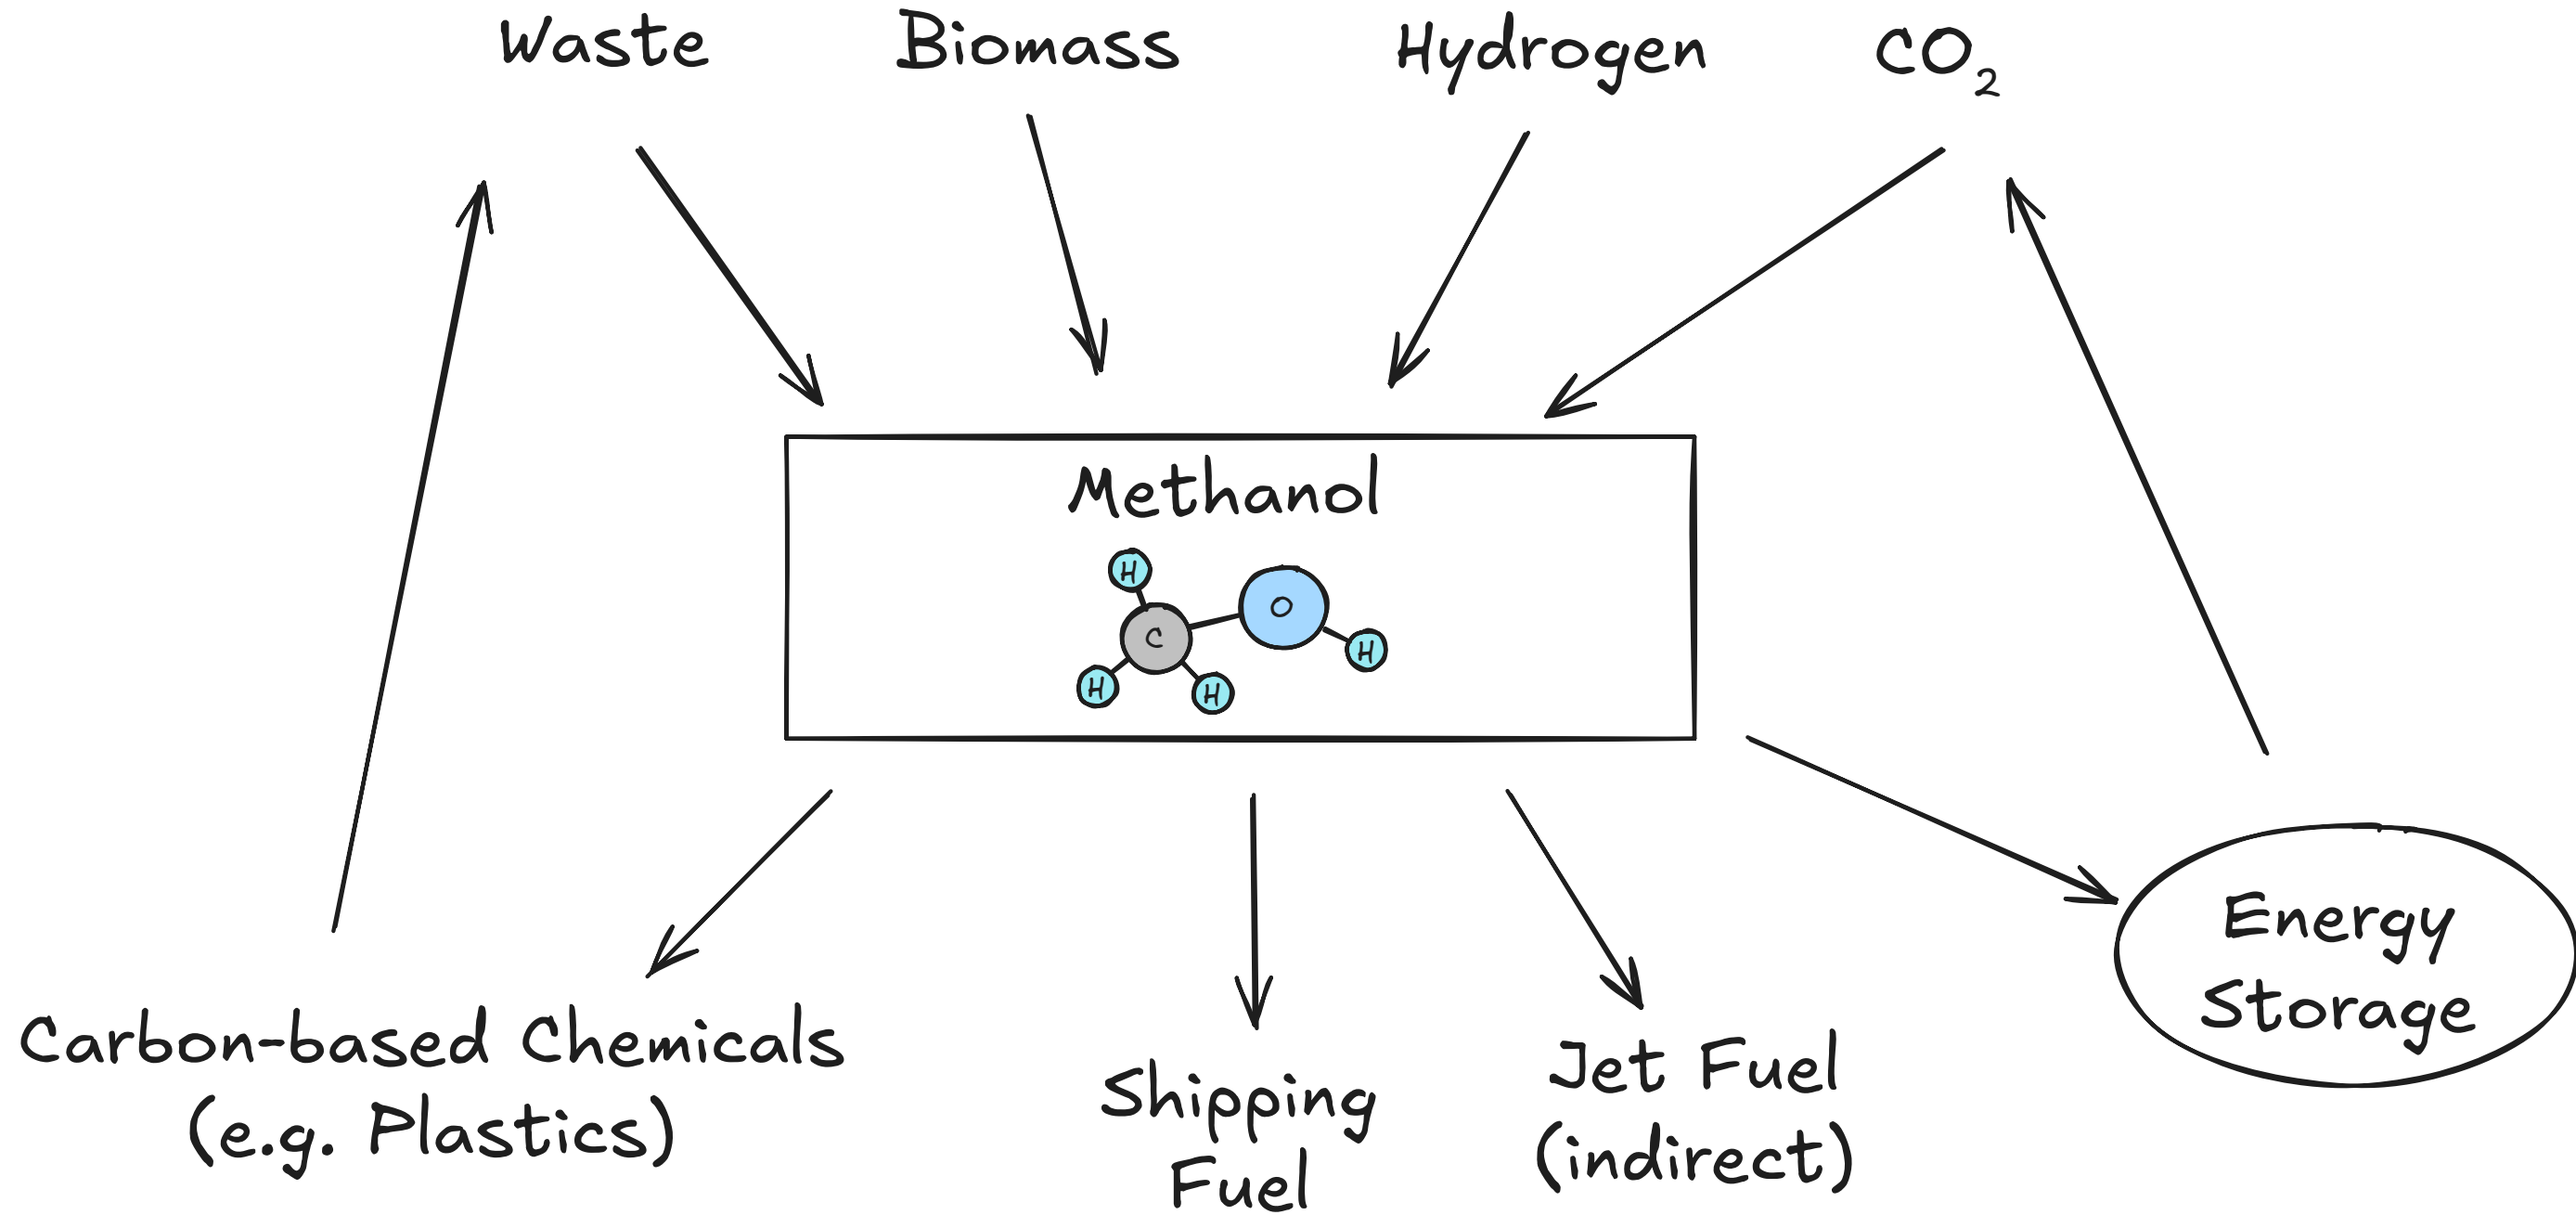 Waste
Biomass
Hydrogen
CO₂
Methanol
H
O
C
H
H
H
Energy
Storage
Carbon-based Chemicals
(e.g. Plastics)
Shipping
Fuel
Jet Fuel
(indirect)